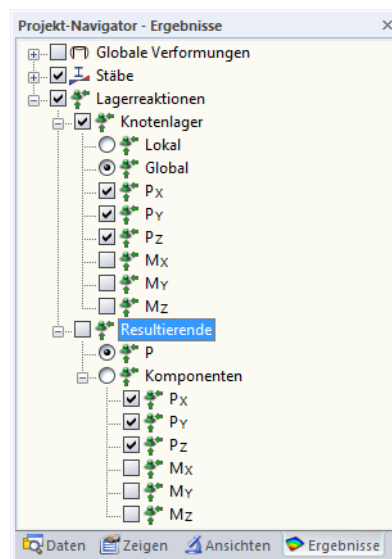 Projekt-Navigator - Ergebnisse
Globale Verformungen
Stäbe
Lagerreaktionen
Knotenlager
Lokal
Global
PX
PY
PZ
MX
MY
MZ
Resultierende
P
Komponenten
PX
PY
PZ
MX
MY
MZ
Daten Zeigen Ansichten Ergebnisse